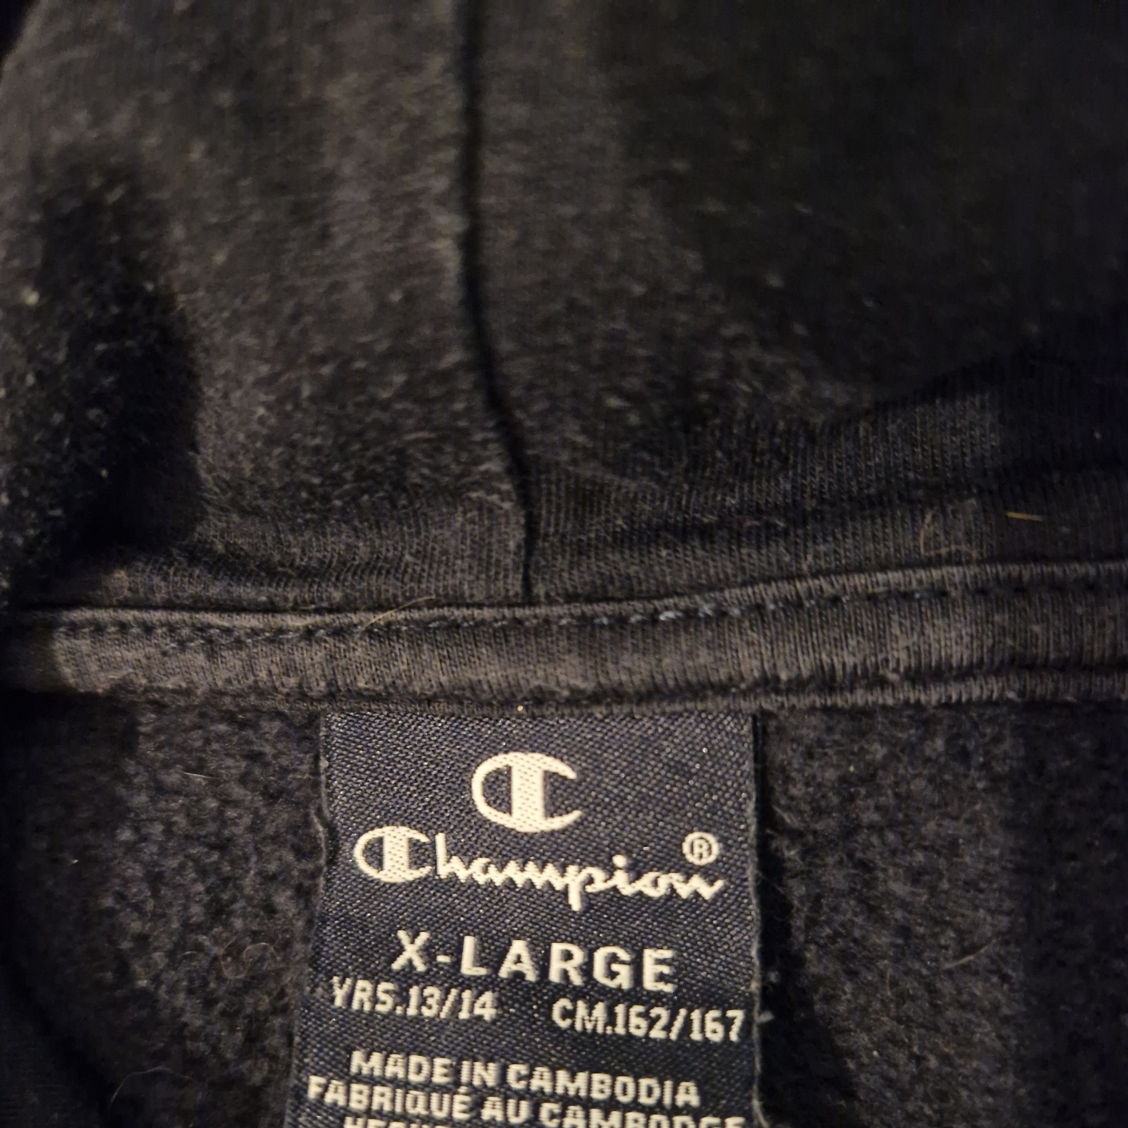 Champion®
X-LARGE
YRS.13/14 CM.162/167
MADE IN CAMBODIA
FABRIQUÉ AU CAMBODGE